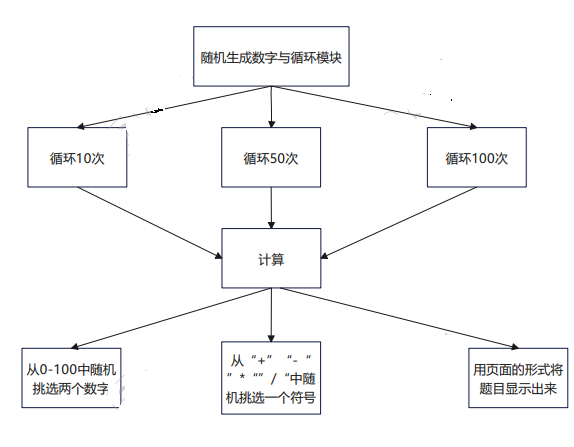 随机生成数字与循环模块
循环10次
循环50次
循环100次
计算
从0-100中随机
挑选两个数字
从“+”“-“
”*“”/“中随
机挑选一个符号
用页面的形式将
题目显示出来